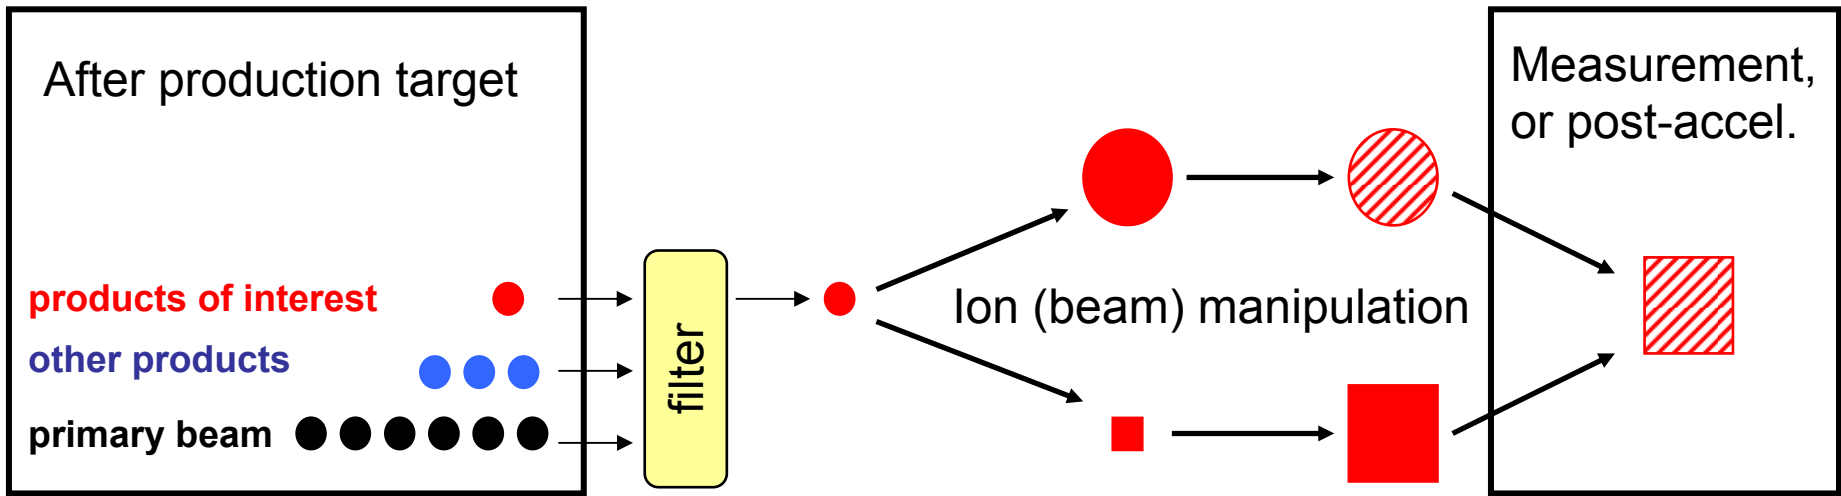 After production target
products of interest
other products
primary beam
filter
Ion (beam) manipulation
Measurement,
or post-accel.